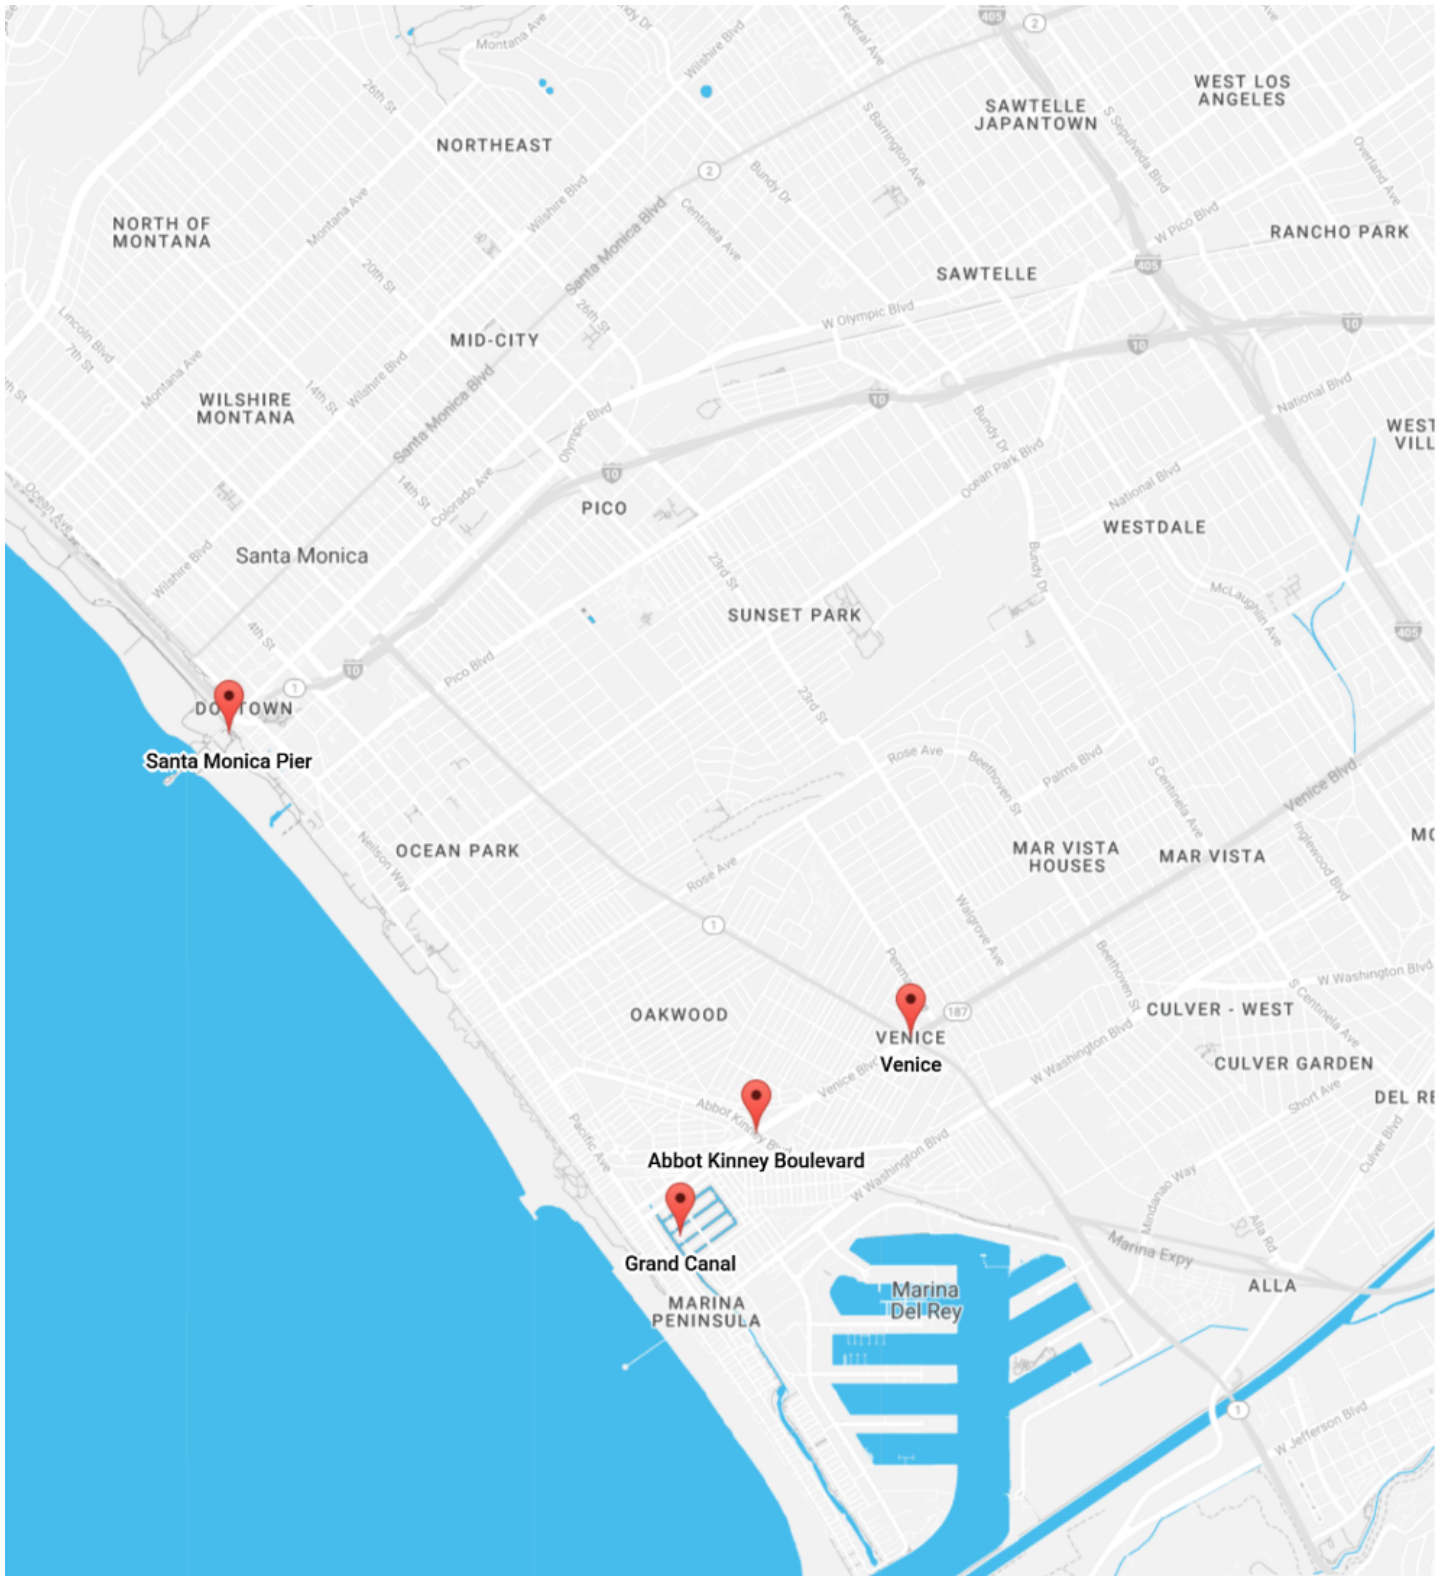 405
2
Montana Ave
Wilshire Blvd
Federal Ave
WEST LOS
ANGELES
SAWTELLE
JAPANTOWN
26th St
S Barrington Ave
S Sepulveda Blvd
NORTHEAST
Overland Ave
2
Bundy Dr
Montana Ave
Wilshire Blvd
Santa Monica Blvd
Centinela Ave
W Pico Blvd
NORTH OF
MONTANA
RANCHO PARK
20th St
SAWTELLE
405
26th St
W Olympic Blvd
Lincoln Blvd
7th St
MID-CITY
10
10
Montana Ave
14th St
Wilshire Blvd
WILSHIRE
MONTANA
Santa Monica Blvd
10
National Blvd
Olympic Blvd
Bundy Dr
WEST
VILL
Ocean Park Blvd
10
14th St
Colorado Ave
National Blvd
Ocean Ave
PICO
WESTDALE
Wilshire Blvd
Santa Monica
23rd St
Bundy Dr
McLaughlin Ave
SUNSET PARK
4th St
405
10
1
Pico Blvd
23rd St
TOWN
Santa Monica Pier
Rose Ave
Beethoven St
Palms Blvd
S Centinela Ave
Venice Blvd
Neilson Way
OCEAN PARK
Rose Ave
MAR VISTA
HOUSES
MAR VISTA
Inglewood Blvd
1
Walgrove Ave
Beethoven St
W Washington Blvd
S Centinela Ave
OAKWOOD
187
CULVER - WEST
VENICE
Venice
W Washington Blvd
CULVER GARDEN
Venice Blvd
Short Ave
DEL RE
Abbot Kinney Blvd
Pacific Ave
Culver Blvd
Abbot Kinney Boulevard
W Washington Blvd
Mindanao Way
Alla Rd
Marina Expy
Grand Canal
Marina
Del Rey
ALLA
MARINA
PENINSULA
1
W Jefferson Blvd